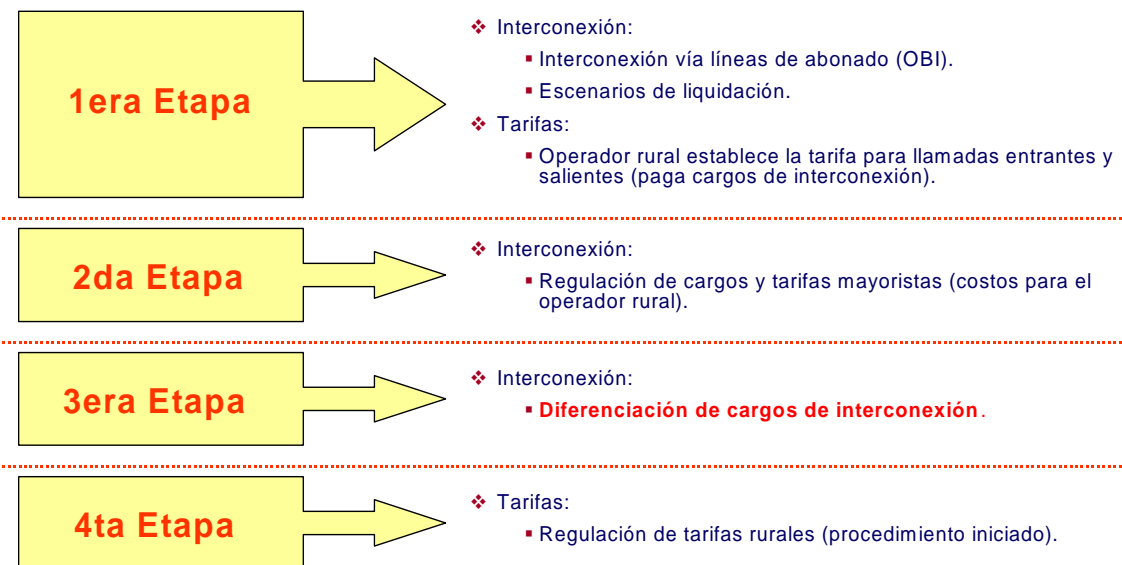 1era Etapa
❖ Interconexión:
▪ Interconexión vía líneas de abonado (OBI).
▪ Escenarios de liquidación.
❖ Tarifas:
▪ Operador rural establece la tarifa para llamadas entrantes y
salientes (paga cargos de interconexión).
2da Etapa
❖ Interconexión:
▪ Regulación de cargos y tarifas mayoristas (costos para el
operador rural).
3era Etapa
❖ Interconexión:
▪ Diferenciación de cargos de interconexión.
4ta Etapa
❖ Tarifas:
▪ Regulación de tarifas rurales (procedimiento iniciado).